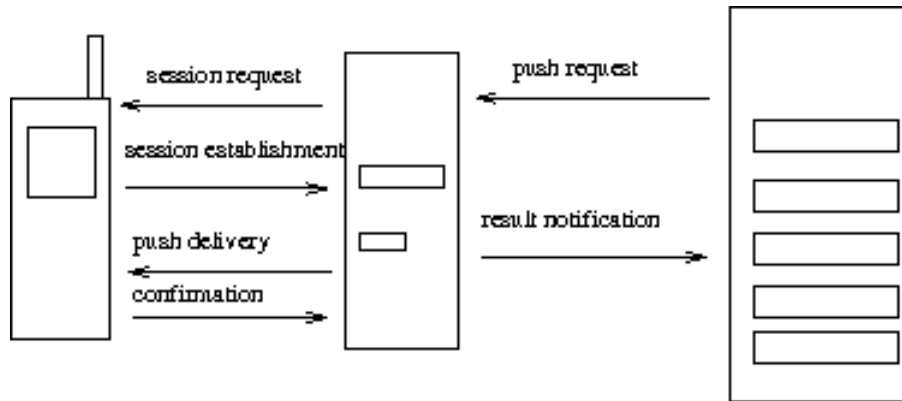 session request
push request
session establishment
result notification
push delivery
confirmation